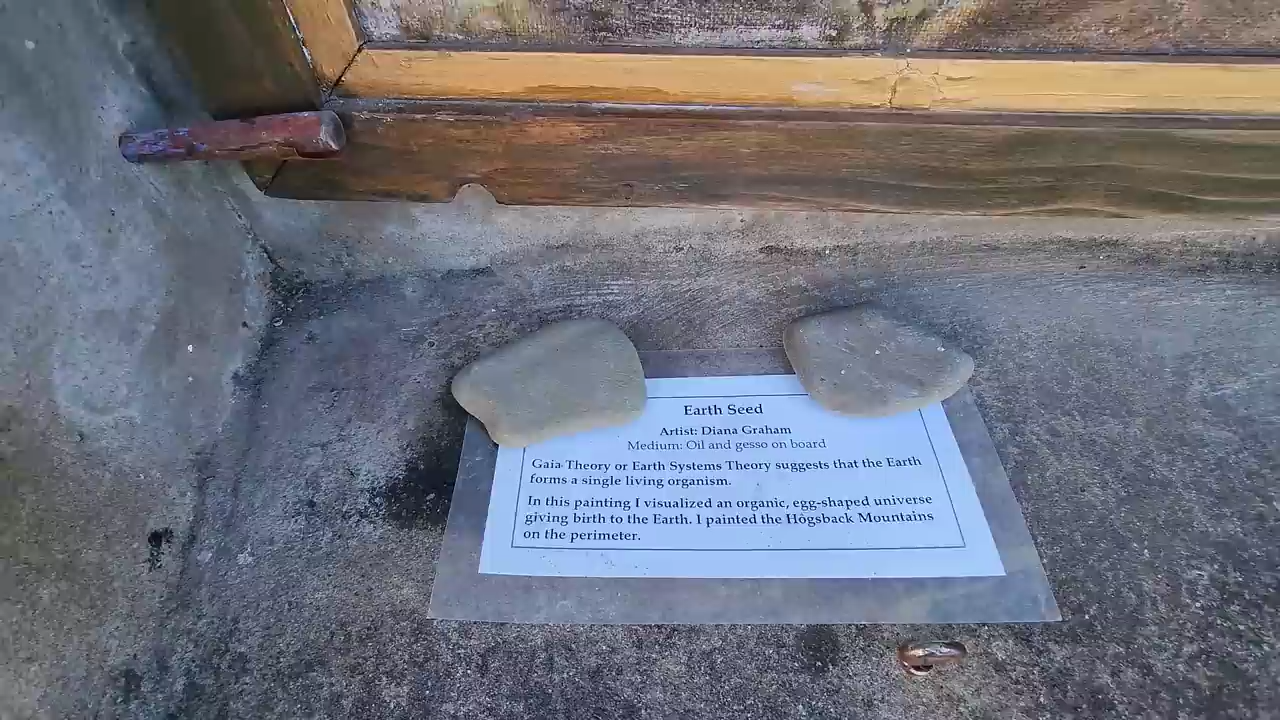 Earth Seed
Artist: Diana Graham
Medium: Oil and gesso on board
Gaia Theory or Earth Systems Theory suggests that the Earth
forms a single living organism.
In this painting I visualized an organic, egg-shaped universe
giving birth to the Earth. I painted the Hogsback Mountains
on the perimeter.